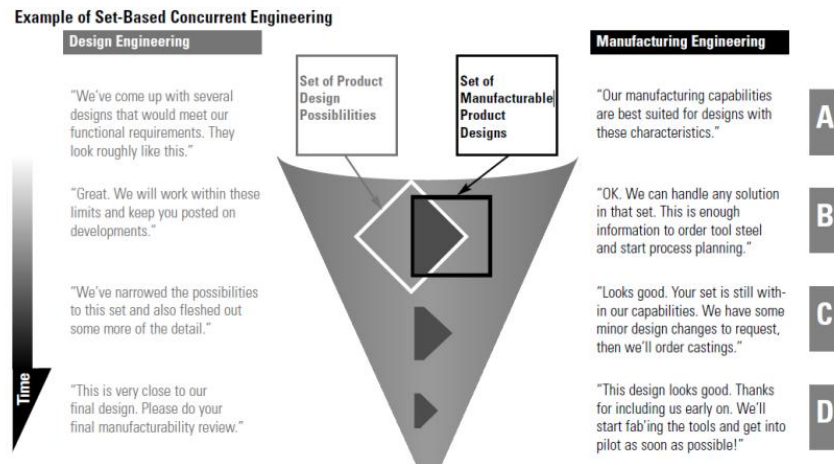 Example of Set-Based Concurrent Engineering
Design Engineering
Manufacturing Engineering
Set of Product
Design
Possiblilities
Set of
Manufacturable
Product
Designs
"We've come up with several
designs that would meet our
functional requirements. They
look roughly like this."
"Our manufacturing capabilities
are best suited for designs with
these characteristics."
A
"Great. We will work within these
limits and keep you posted on
developments."
"OK. We can handle any solution
in that set. This is enough
information to order tool steel
and start process planning."
B
"We've narrowed the possibilities
to this set and also fleshed out
some more of the detail."
"Looks good. Your set is still with-
in our capabilities. We have some
minor design changes to request,
then we'll order castings."
C
Time
"This is very close to our
final design. Please do your
final manufacturability review."
"This design looks good. Thanks
for including us early on. We'll
start fab'ing the tools and get into
pilot as soon as possible!"
D